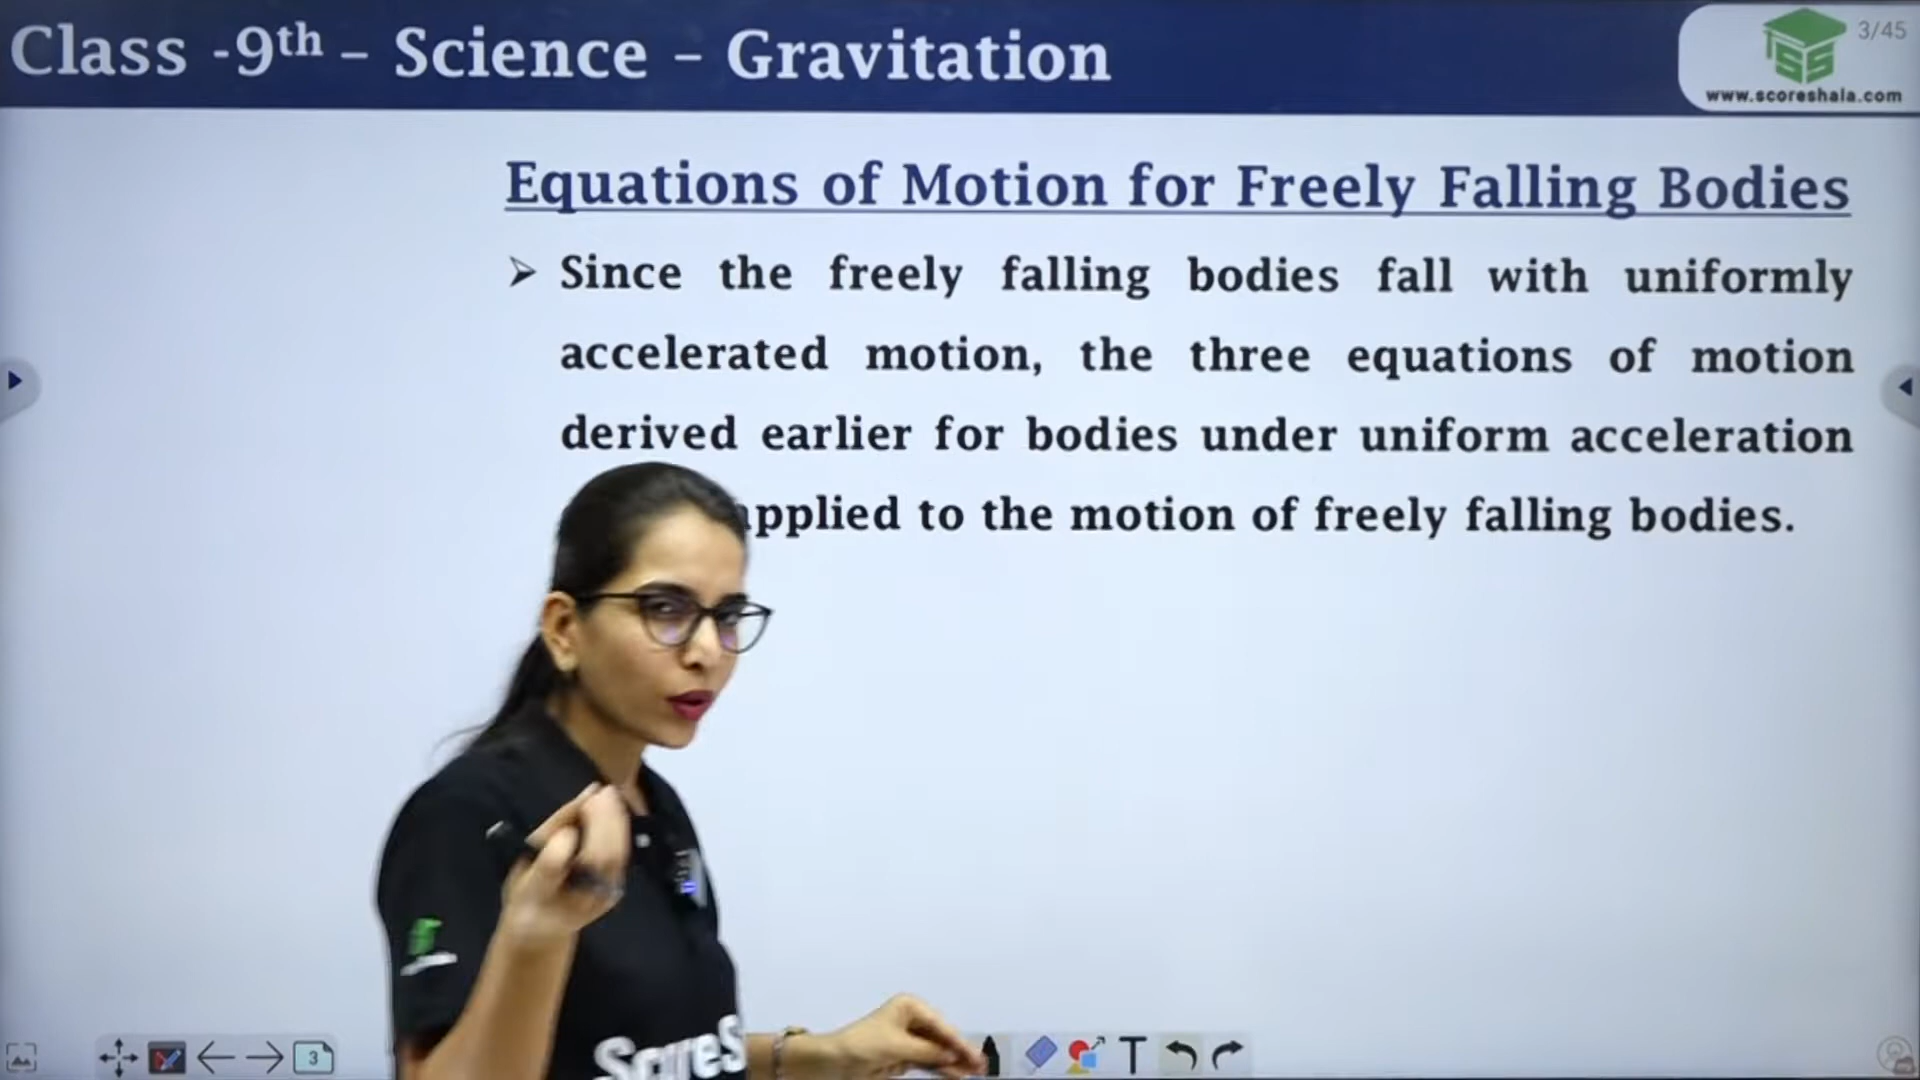 Class -9th – Science – Gravitation
3/45
SS
www.scoreshala.com
Equations of Motion for Freely Falling Bodies
➢ Since the freely falling bodies fall with uniformly
accelerated motion, the three equations of motion
derived earlier for bodies under uniform acceleration
applied to the motion of freely falling bodies.
3
T